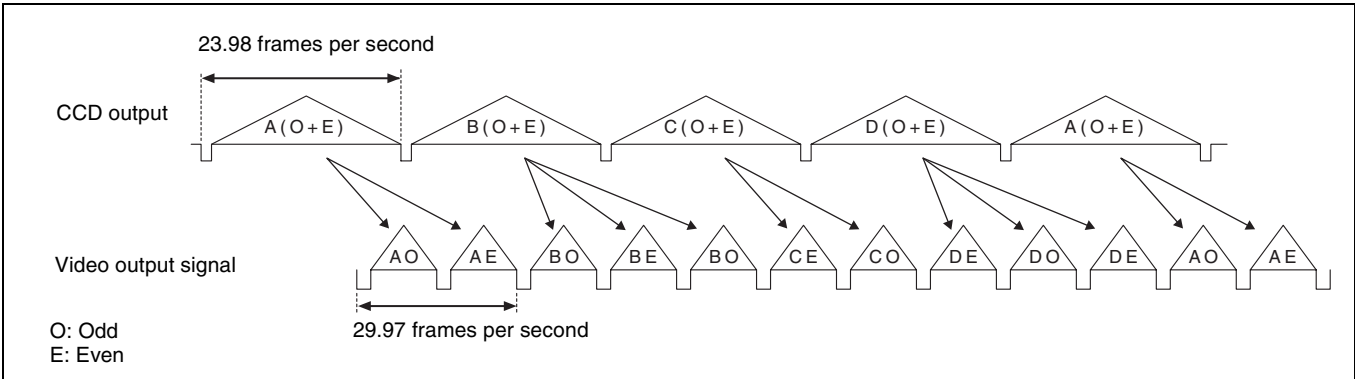 23.98 frames per second
CCD output
A(O+E) B(O+E) C(O+E) D(O+E) A(O+E)
Video output signal
AO AE BO BE BO CE CO DE DO DE AO AE
29.97 frames per second
O: Odd
E: Even